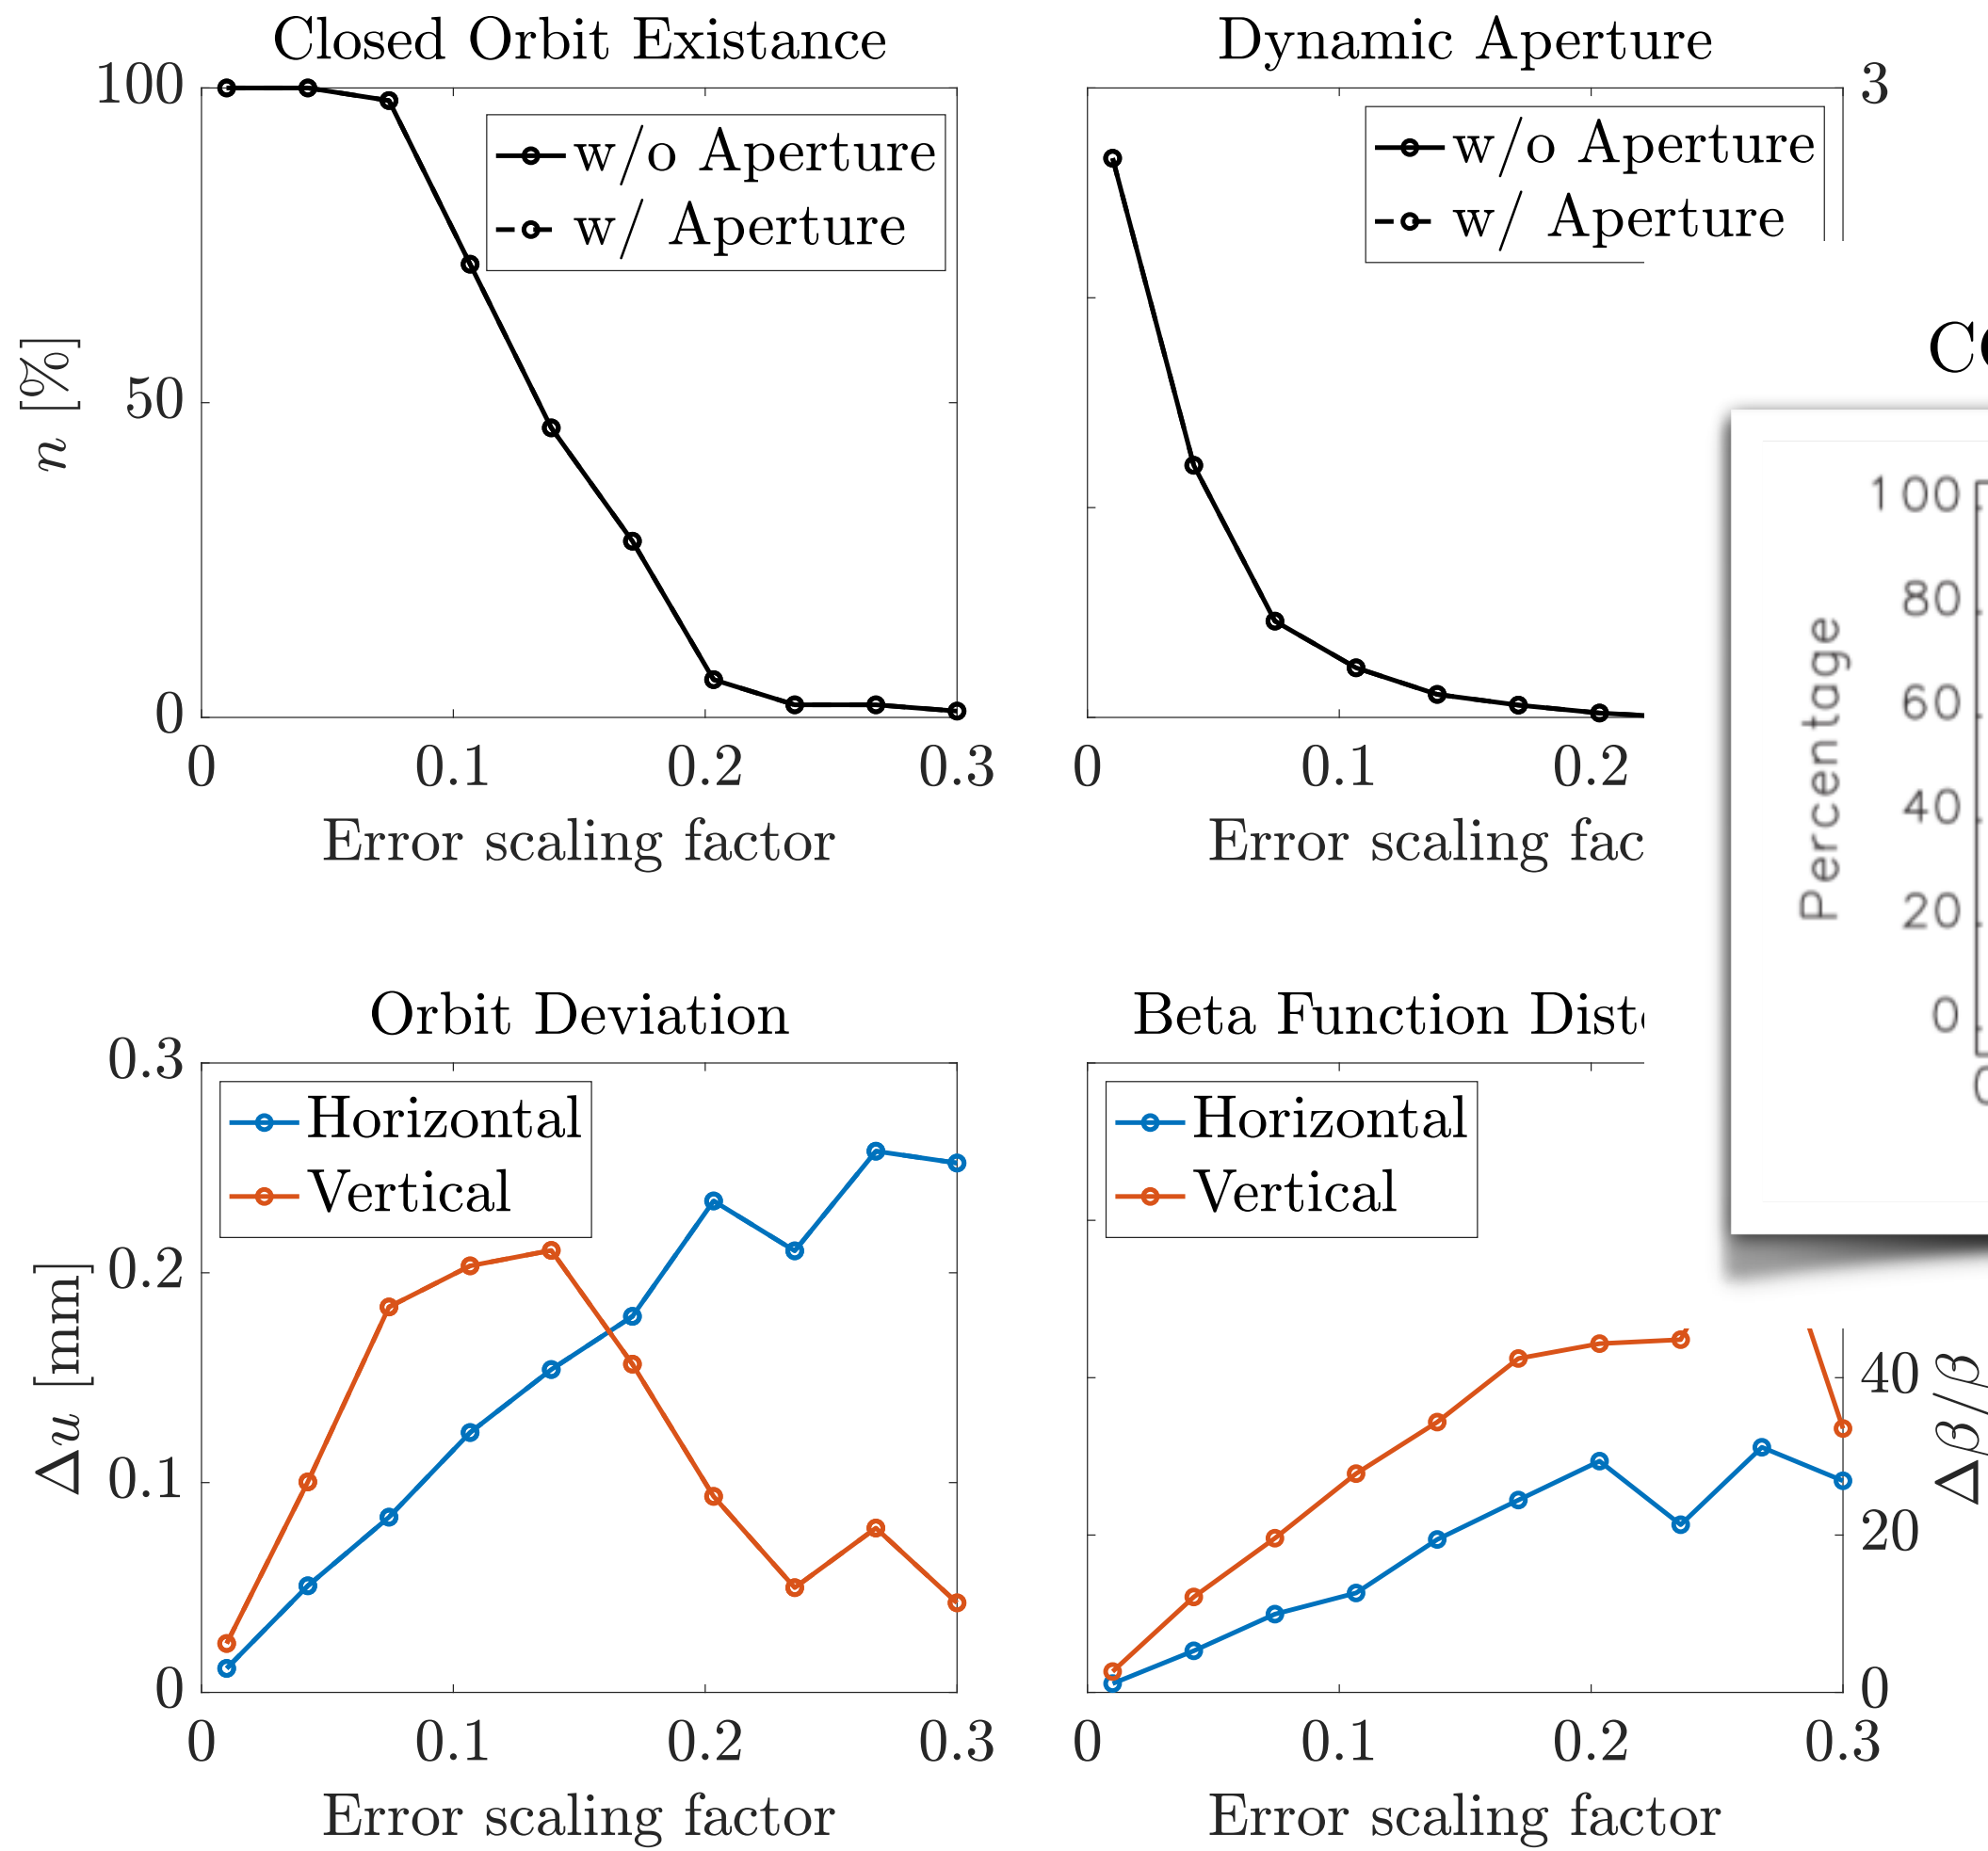 Closed Orbit Existance
100
50
0
n [%]
w/o Aperture
w/ Aperture
0 0.1 0.2 0.3
Error scaling factor
Dynamic Aperture
3
w/o Aperture
w/ Aperture
0 0.1 0.2
Error scaling fac
Percentage
100
80
60
40
20
0
Orbit Deviation
0.3
0.2
0.1
0
Δu [mm]
Horizontal
Vertical
0 0.1 0.2 0.3
Error scaling factor
Beta Function
Horizontal
Vertical
40
20
0
Δβ/β
0 0.1 0.2 0.3
Error scaling factor